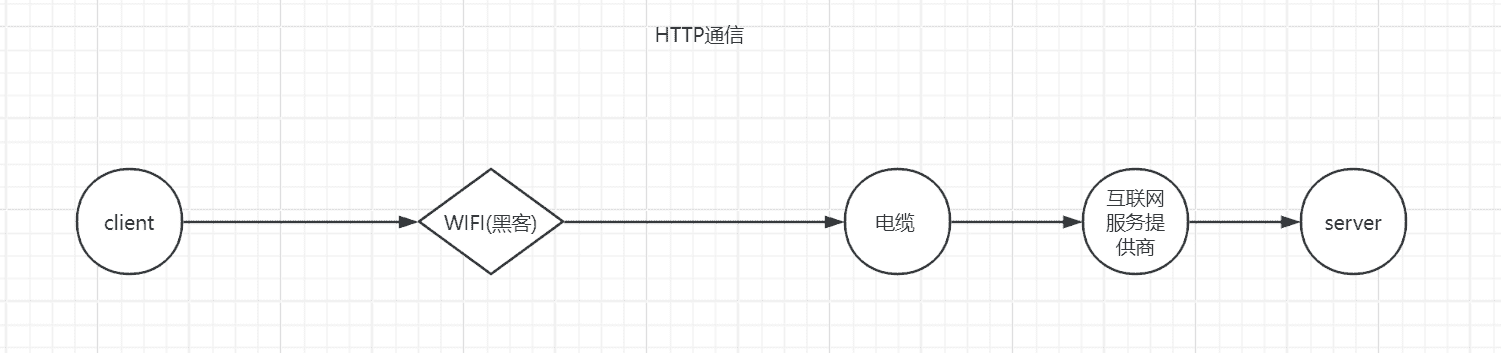 HTTP通信
client
WIFI(黑客)
电缆
互联网
服务提
供商
server